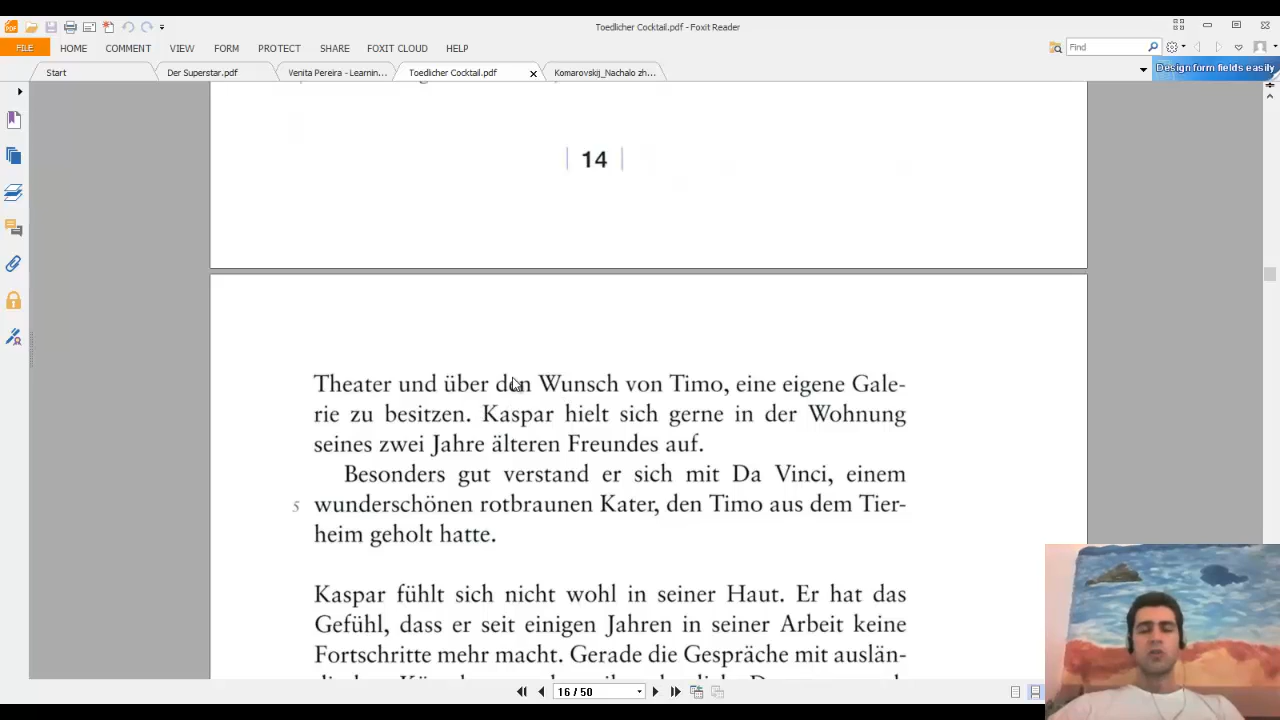 Toedlicher Cocktail.pdf - Foxit Reader
FILE HOME COMMENT VIEW FORM PROTECT SHARE FOXIT CLOUD HELP
Find
Start Der Superstar.pdf Venita Pereira - Learnin... Toedlicher Cocktail.pdf Komarovskij_Nachalo zh...
Design form fields easily
14
Theater und über den Wunsch von Timo, eine eigene Gale-
rie zu besitzen. Kaspar hielt sich gerne in der Wohnung
seines zwei Jahre älteren Freundes auf.
Besonders gut verstand er sich mit Da Vinci, einem
5 wunderschönen rotbraunen Kater, den Timo aus dem Tier-
heim geholt hatte.
Kaspar fühlt sich nicht wohl in seiner Haut. Er hat das
Gefühl, dass er seit einigen Jahren in seiner Arbeit keine
Fortschritte mehr macht. Gerade die Gespräche mit auslän-
16 / 50